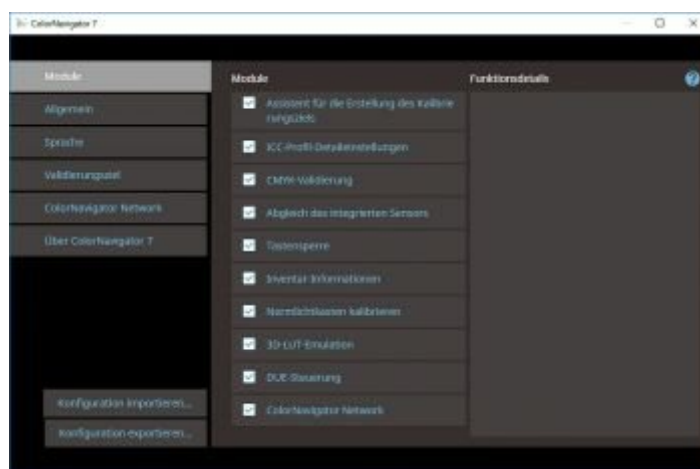 ColorNavigator 7
Module
Allgemein
Sprache
Validierungsziel
ColorNavigator Network
Über ColorNavigator 7
Konfiguration importieren...
Konfiguration exportieren...
Module
Assistent für die Erstellung des Kalibrie
rungsziels
ICC-Profil-Detaileinstellungen
CMYK-Validierung
Abgleich des integrierten Sensors
Tastensperre
Inventar-Informationen
Normlichtkasten kalibrieren
3D-LUT-Emulation
DUE-Steuerung
ColorNavigator Network
Funktionsdetails
?